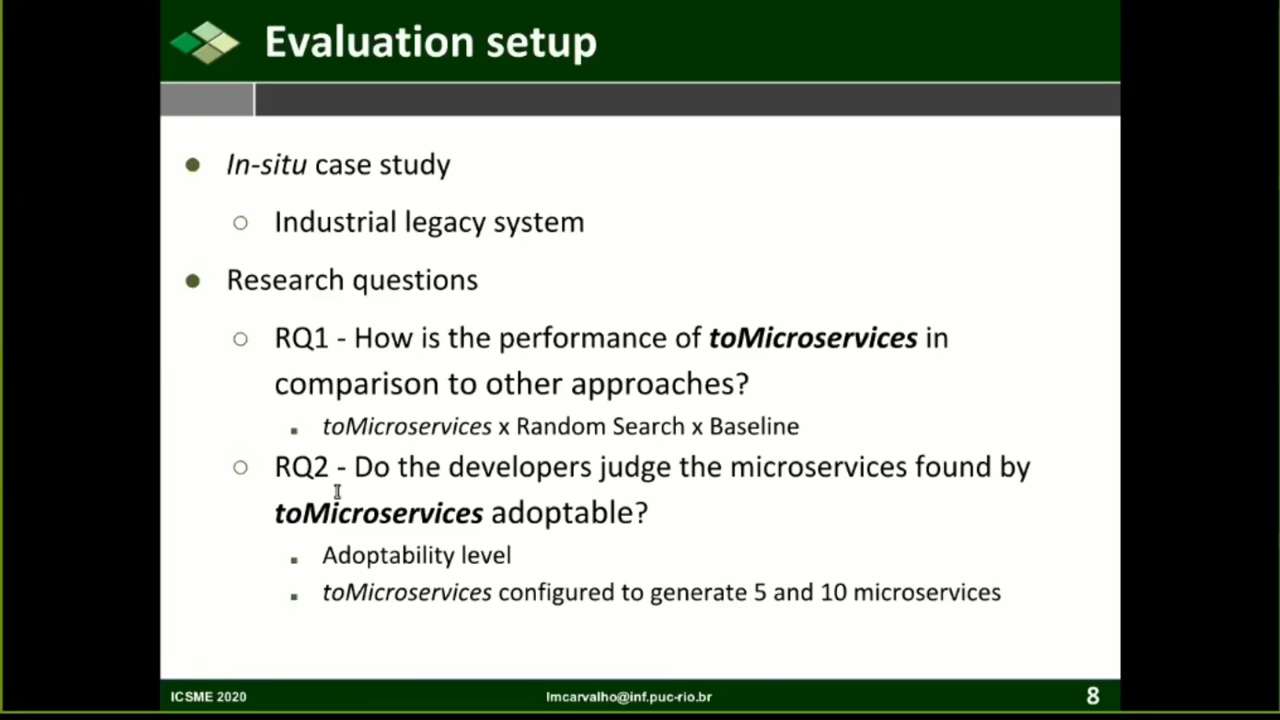 Evaluation setup
In-situ case study
Industrial legacy system
Research questions
RQ1 - How is the performance of toMicroservices in
comparison to other approaches?
toMicroservices x Random Search x Baseline
RQ2 - Do the developers judge the microservices found by
toMicroservices adoptable?
Adoptability level
toMicroservices configured to generate 5 and 10 microservices
ICSME 2020
lmcarvalho@inf.puc-rio.br
8